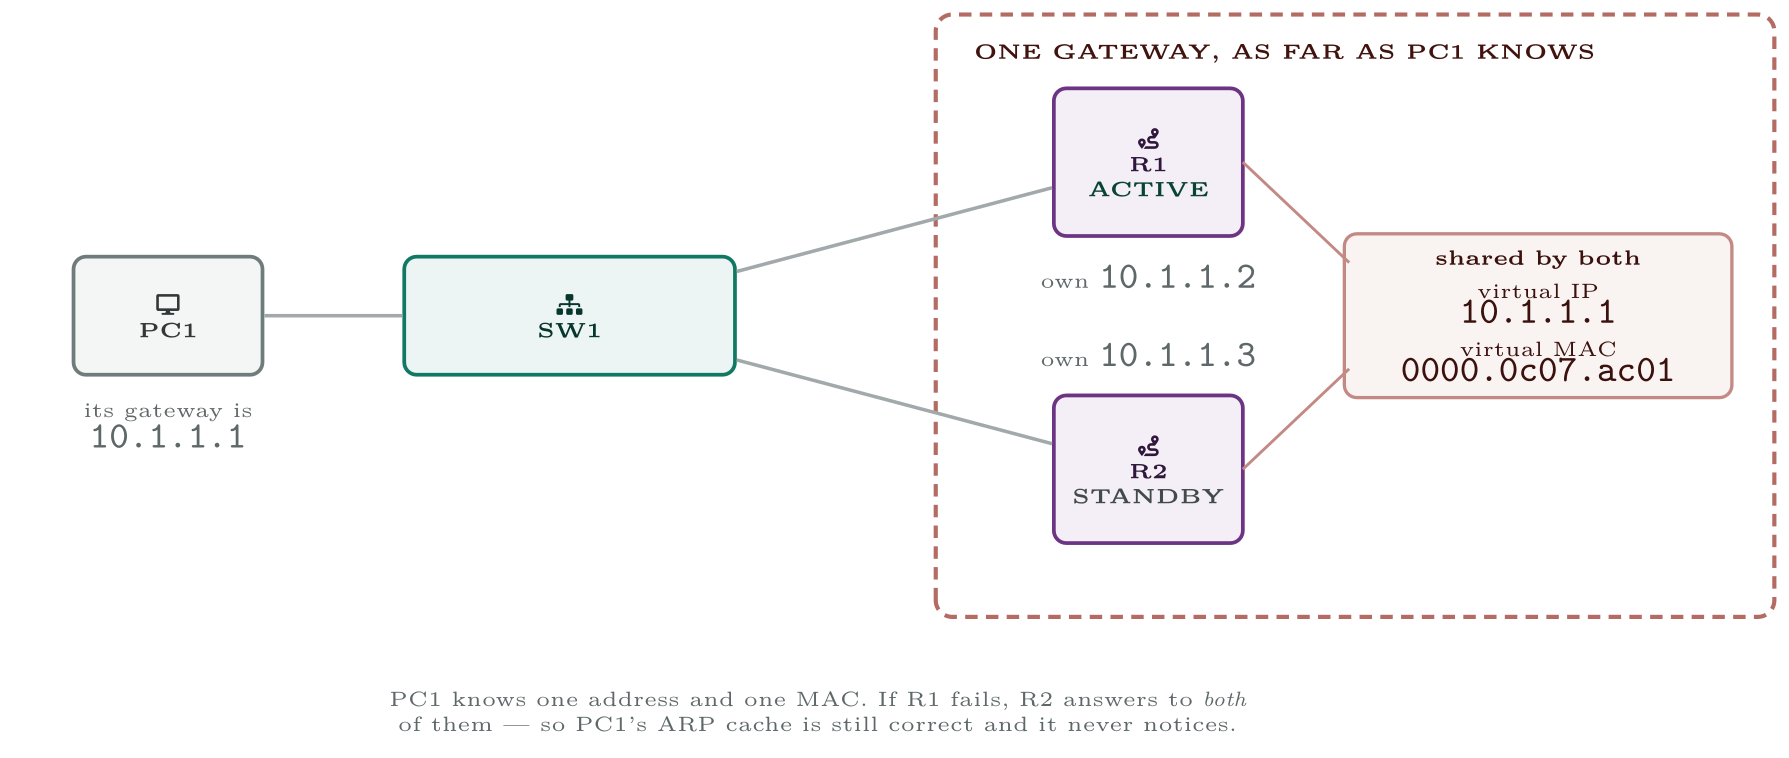 ONE GATEWAY, AS FAR AS PC1 KNOWS
R1
ACTIVE
own 10.1.1.2
shared by both
virtual IP
10.1.1.1
virtual MAC
0000.0c07.ac01
PC1
SW1
its gateway is
10.1.1.1
own 10.1.1.3
R2
STANDBY
PC1 knows one address and one MAC. If R1 fails, R2 answers to both
of them — so PC1's ARP cache is still correct and it never notices.